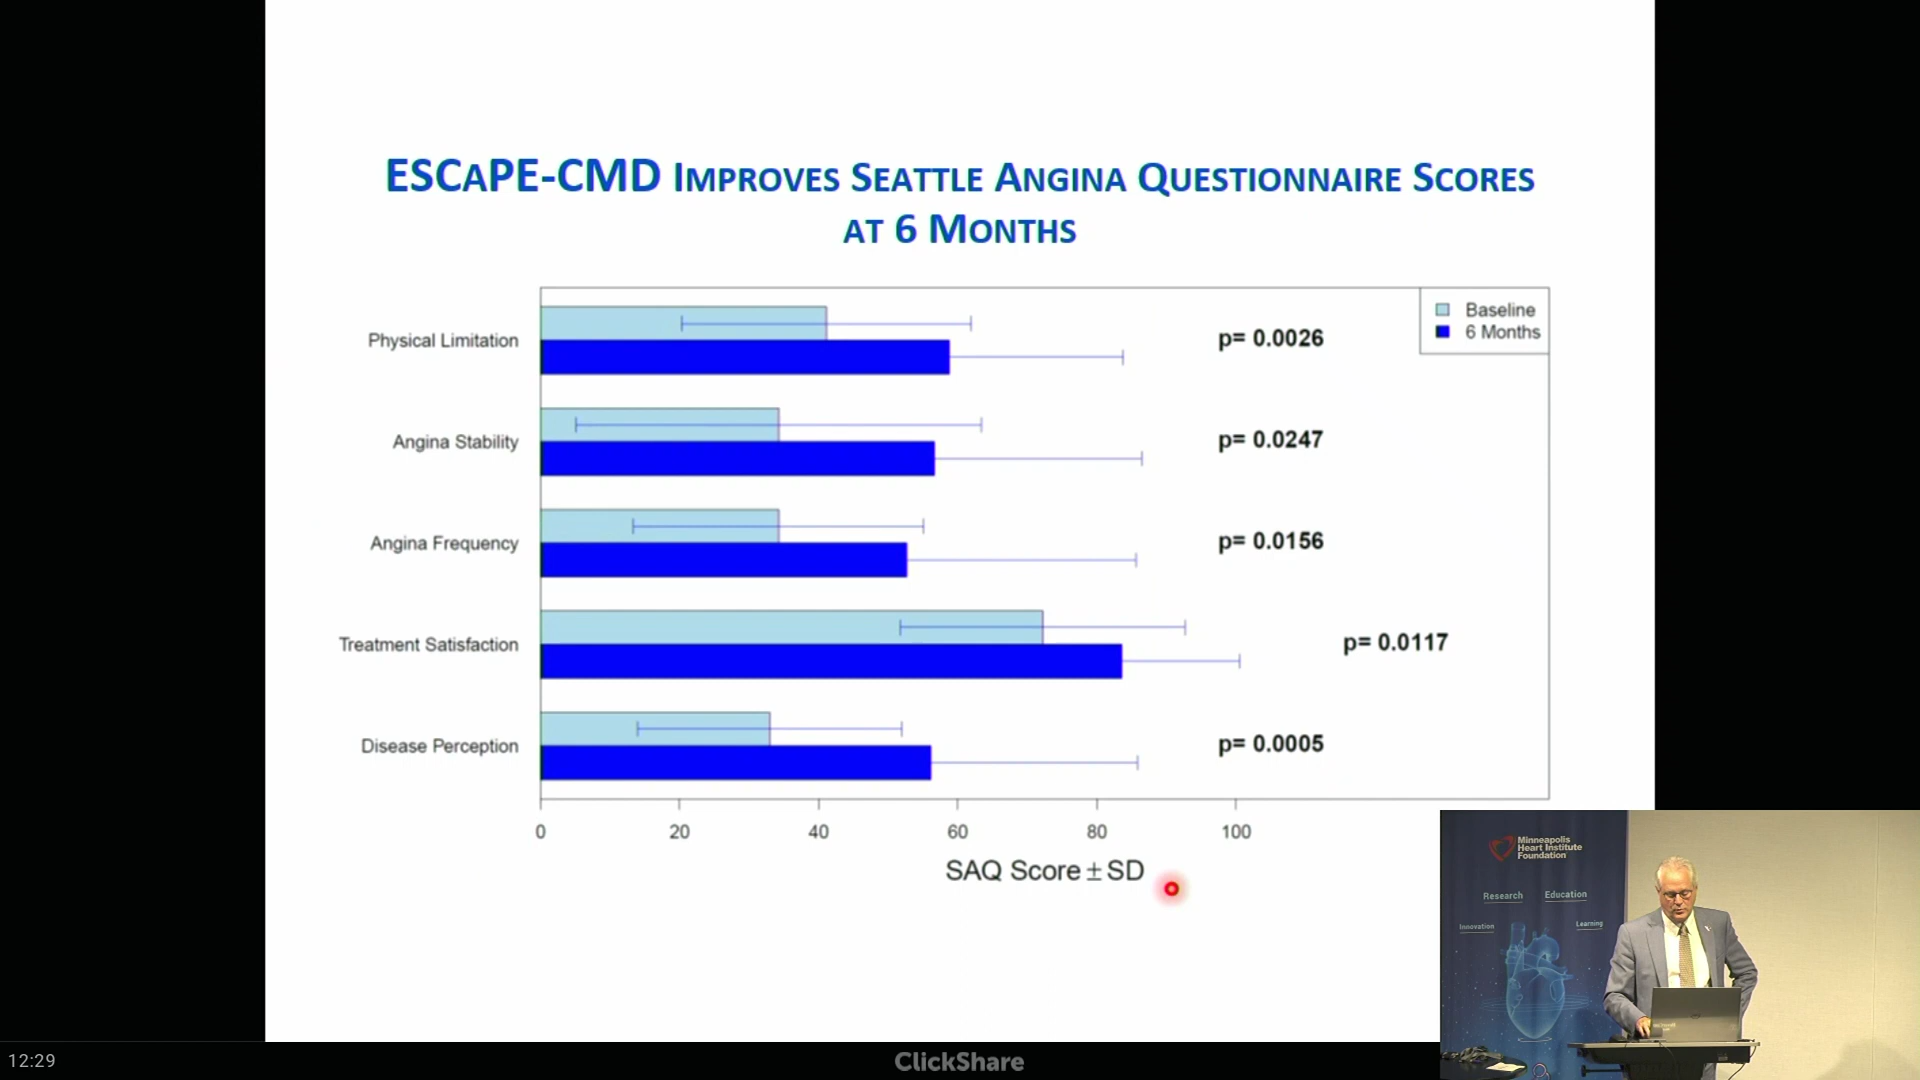 ESCaPE-CMD Improves Seattle Angina Questionnaire Scores
at 6 Months
Baseline
6 Months
Physical Limitation
p= 0.0026
Angina Stability
p= 0.0247
Angina Frequency
p= 0.0156
Treatment Satisfaction
p= 0.0117
Disease Perception
p= 0.0005
0 20 40 60 80 100
SAQ Score ± SD
Minneapolis
Heart Institute
Foundation
Research Education
Innovation Learning
12:29
ClickShare